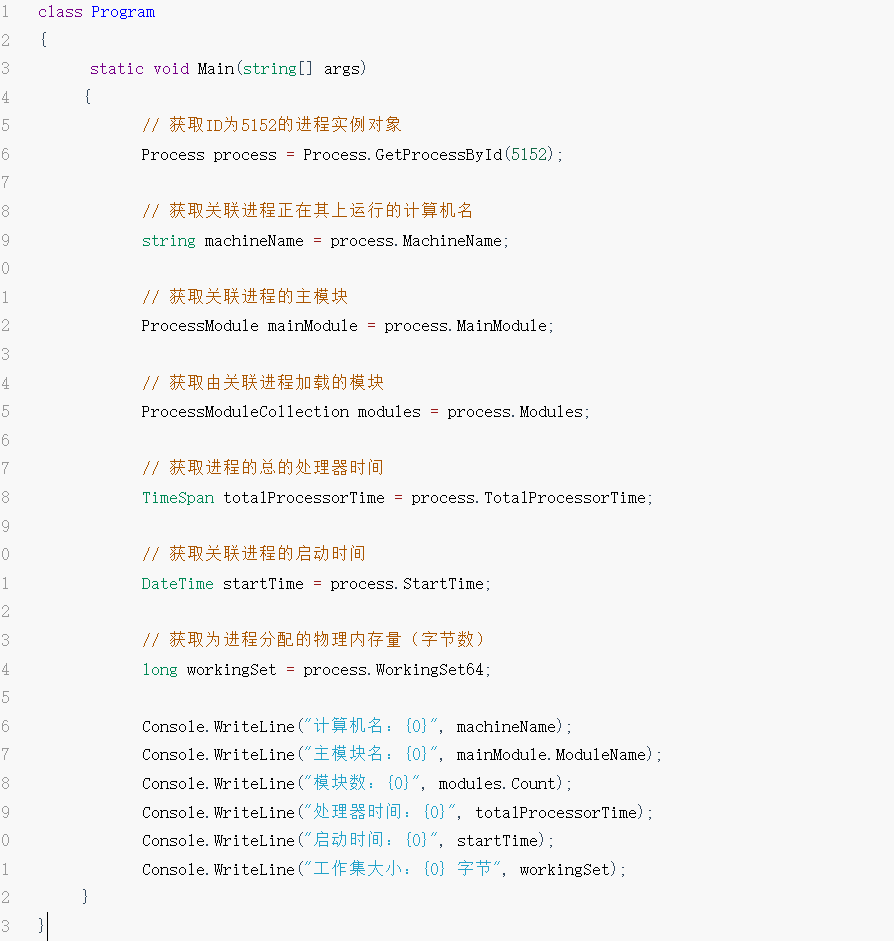 1 class Program
2 {
3 static void Main(string[] args)
4 {
5 // 获取ID为5152的进程实例对象
6 Process process = Process.GetProcessById(5152);
7
8 // 获取关联进程正在其上运行的计算机名
9 string machineName = process.MachineName;
0
1 // 获取关联进程的主模块
2 ProcessModule mainModule = process.MainModule;
3
4 // 获取由关联进程加载的模块
5 ProcessModuleCollection modules = process.Modules;
6
7 // 获取进程的总的处理器时间
8 TimeSpan totalProcessorTime = process.TotalProcessorTime;
9
0 // 获取关联进程的启动时间
1 DateTime startTime = process.StartTime;
2
3 // 获取为进程分配的物理内存量（字节数）
4 long workingSet = process.WorkingSet64;
5
6 Console.WriteLine("计算机名：{0}", machineName);
7 Console.WriteLine("主模块名：{0}", mainModule.ModuleName);
8 Console.WriteLine("模块数：{0}", modules.Count);
9 Console.WriteLine("处理器时间：{0}", totalProcessorTime);
0 Console.WriteLine("启动时间：{0}", startTime);
1 Console.WriteLine("工作集大小：{0} 字节", workingSet);
2 }
3 }